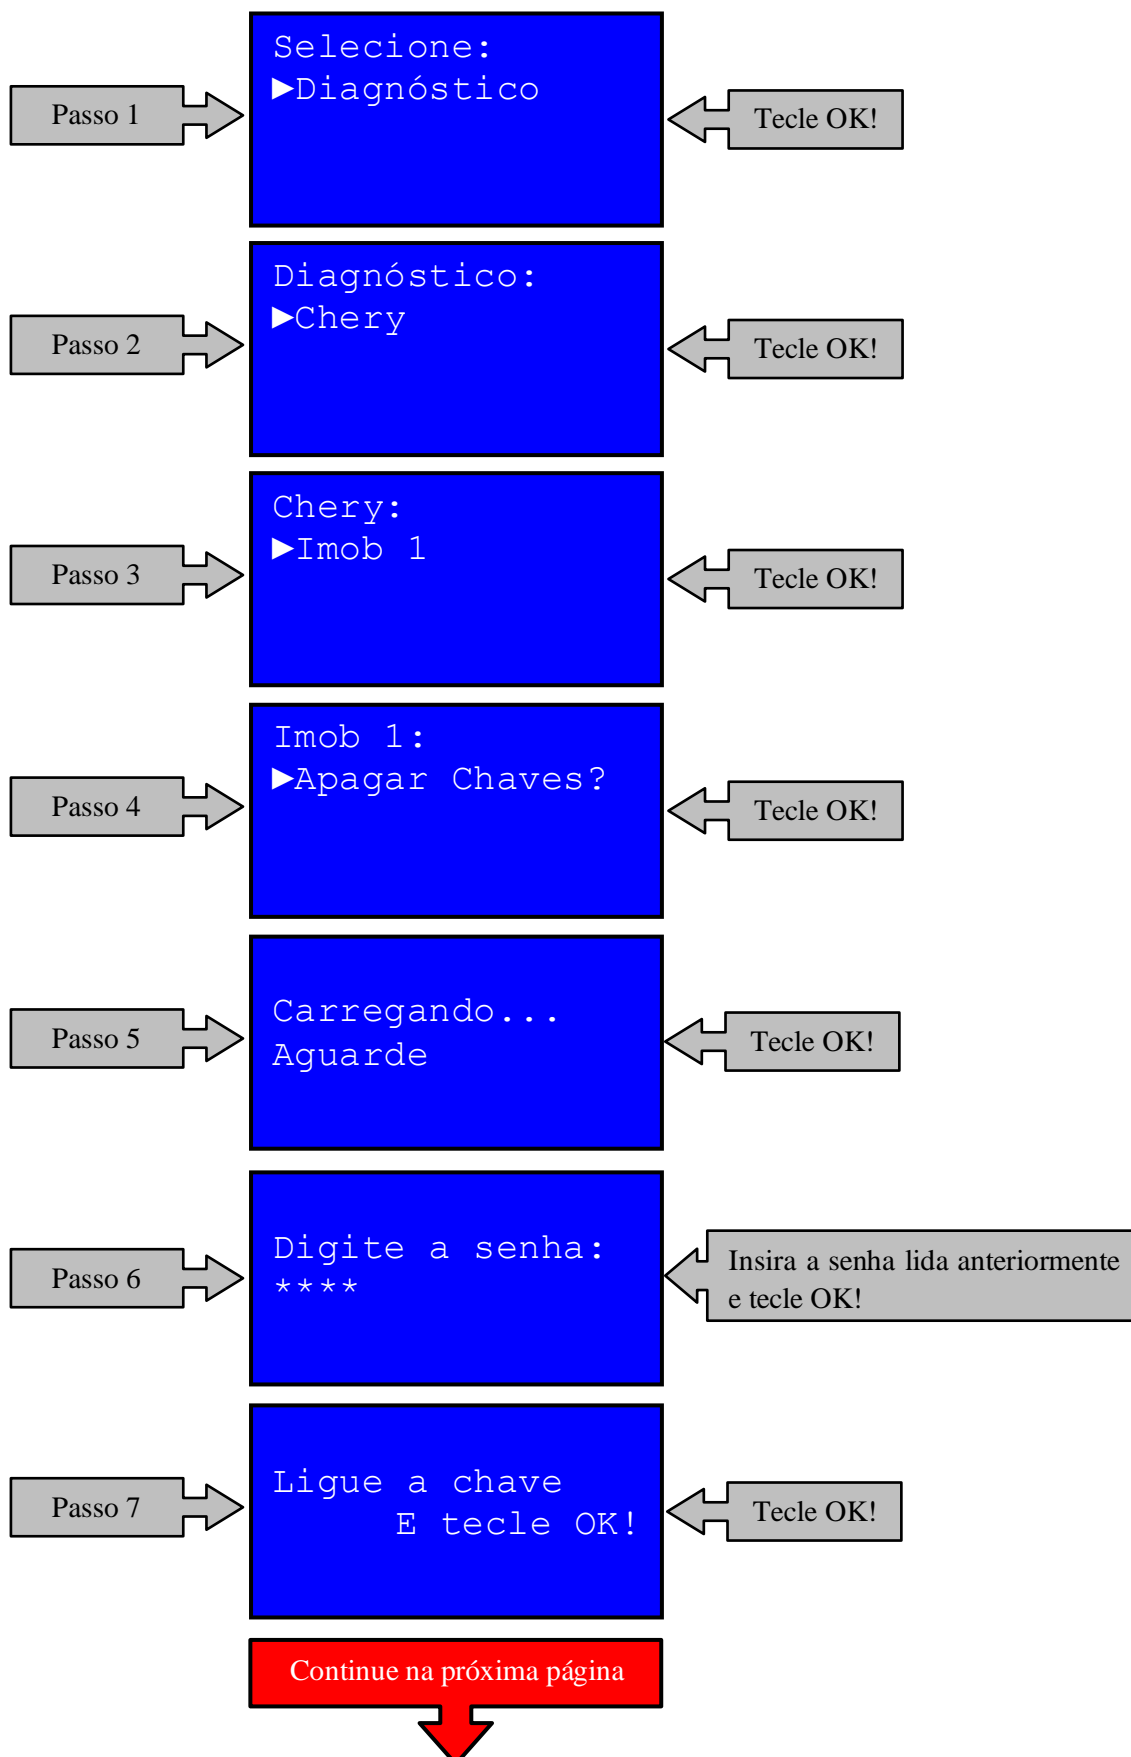 Selecione:
►Diagnóstico
Passo 1
Tecle OK!
Diagnóstico:
►Chery
Passo 2
Tecle OK!
Chery:
►Imob 1
Passo 3
Tecle OK!
Imob 1:
►Apagar Chaves?
Passo 4
Tecle OK!
Carregando...
Aguarde
Passo 5
Tecle OK!
Digite a senha:
****
Passo 6
Insira a senha lida anteriormente
e tecle OK!
Ligue a chave
E tecle OK!
Passo 7
Tecle OK!
Continue na próxima página